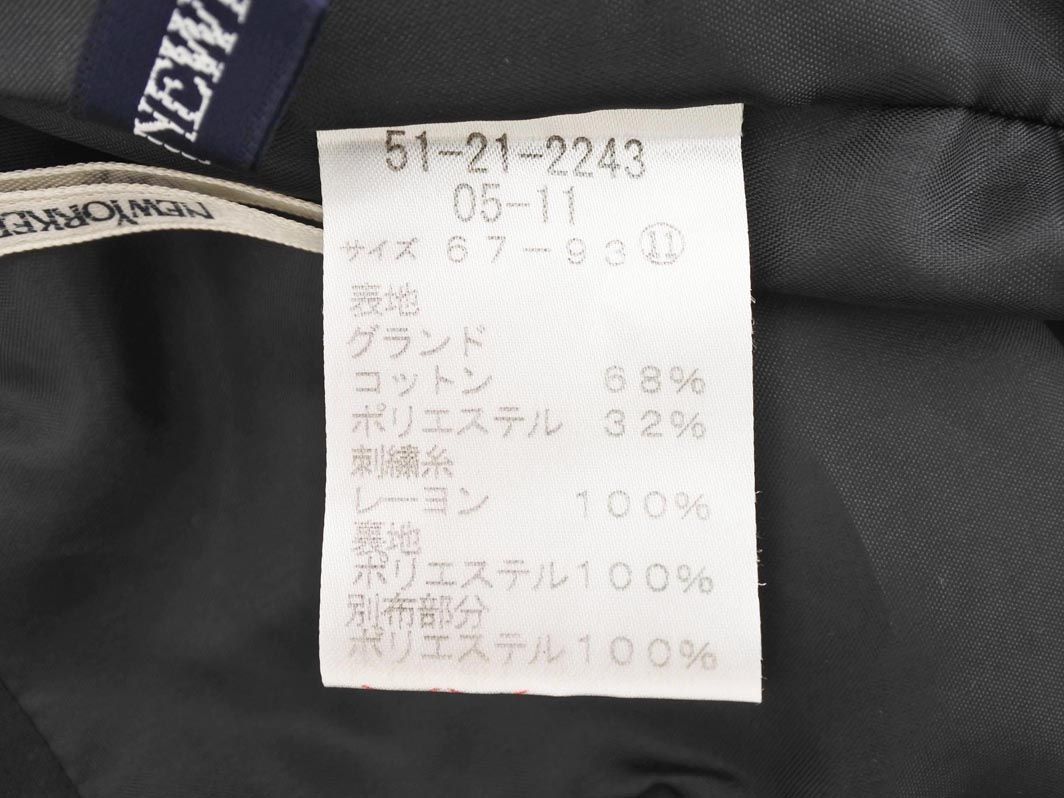 NEWY
NEWYORKER
51-21-2243
05-11
サイズ 67-93⑪
表地
グランド
コットン 68%
ポリエステル 32%
刺繍糸
レーヨン 100%
裏地
ポリエステル100%
別布部分
ポリエステル100%